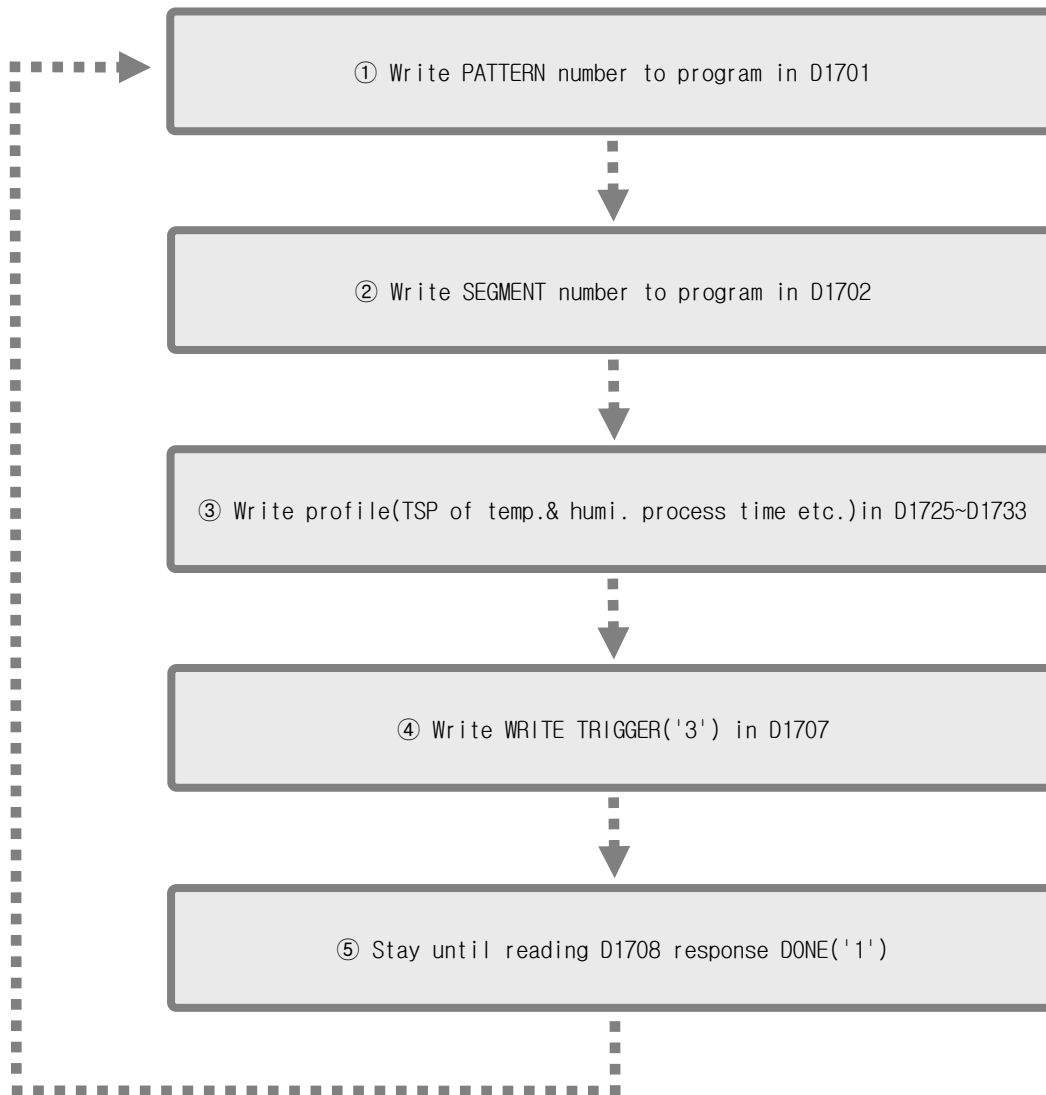 ① Write PATTERN number to program in D1701
② Write SEGMENT number to program in D1702
③ Write profile(TSP of temp.& humi. process time etc.)in D1725~D1733
④ Write WRITE TRIGGER('3') in D1707
⑤ Stay until reading D1708 response DONE('1')